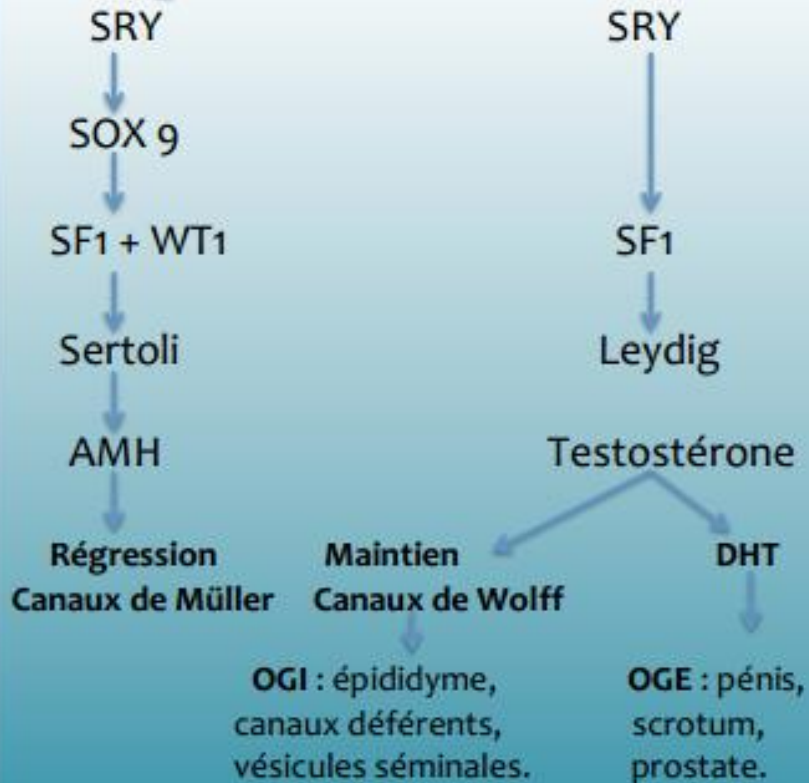 SRY
SOX 9
SF1 + WT1
Sertoli
AMH
Régression
Canaux de Müller
SRY
SF1
Leydig
Testostérone
Maintien
Canaux de Wolff
OGI : épididyme,
canaux déférents,
vésicules séminales.
DHT
OGE : pénis,
scrotum,
prostate.